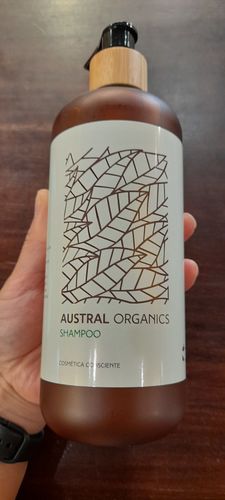 AUSTRAL ORGANICS
SHAMPOO
COSMÉTICA CONSCIENTE